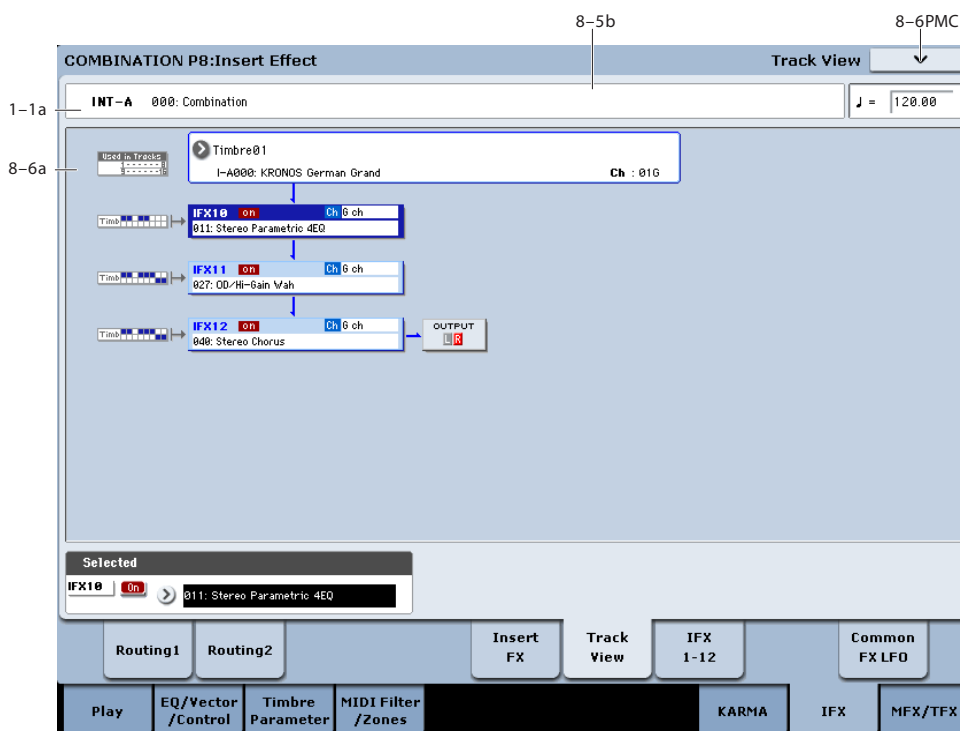 8–5b
8–6PMC
COMBINATION P8:Insert Effect
Track View
1–1a
INT-A 000: Combination
♩ = 120.00
8–6a
Used in Tracks
Timbre01
I-A000: KRONOS German Grand
Ch : 01G
Timb
IFX10 on Ch G ch
011: Stereo Parametric 4EQ
Timb
IFX11 on Ch G ch
027: OD/Hi-Gain Wah
Timb
IFX12 on Ch G ch
040: Stereo Chorus
OUTPUT
L R
Selected
IFX10 On 011: Stereo Parametric 4EQ
Routing1
Routing2
Insert
FX
Track
View
IFX
1-12
Common
FX LFO
Play
EQ/Vector
/Control
Timbre
Parameter
MIDI Filter
/Zones
KARMA
IFX
MFX/TFX